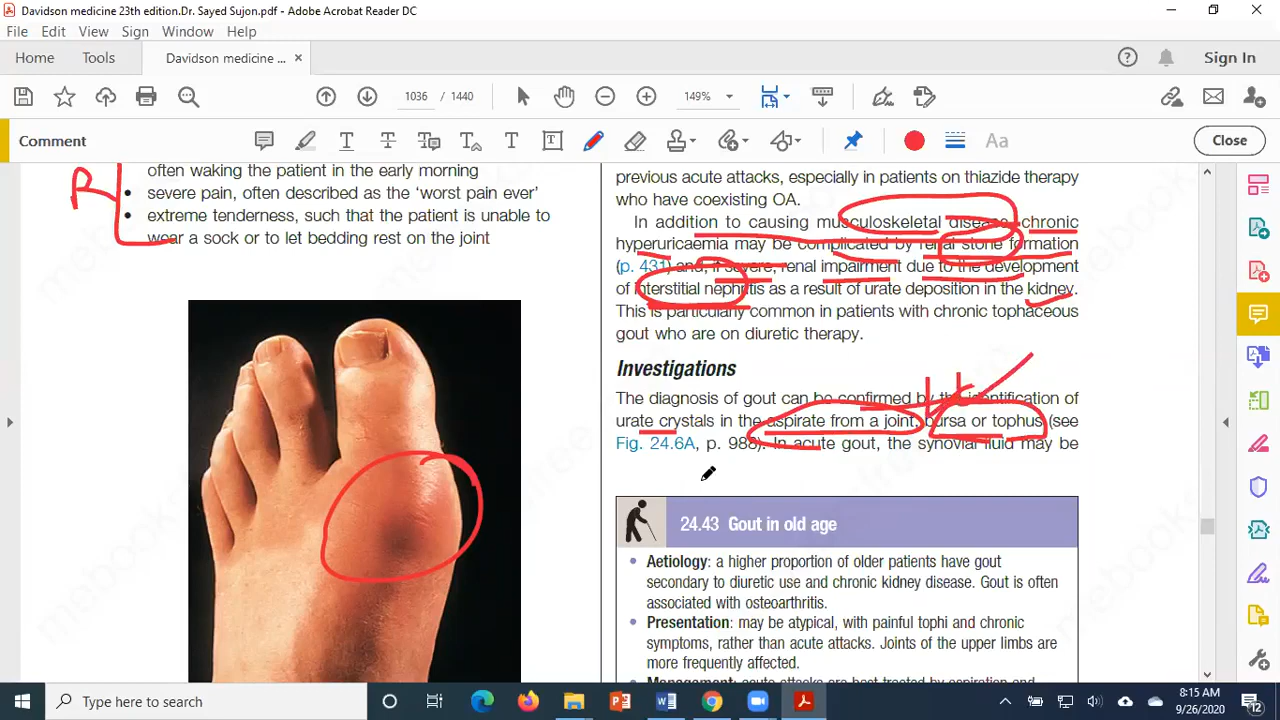 Davidson medicine 23th edition.Dr. Sayed Sujon.pdf - Adobe Acrobat Reader DC
File Edit View Sign Window Help
Home Tools Davidson medicine ... × Sign In
1036 / 1440 149%
Comment Aa Close
often waking the patient in the early morning
• severe pain, often described as the ‘worst pain ever’
• extreme tenderness, such that the patient is unable to
wear a sock or to let bedding rest on the joint
R
previous acute attacks, especially in patients on thiazide therapy
who have coexisting OA.
In addition to causing musculoskeletal disease, chronic
hyperuricaemia may be complicated by renal stone formation
(p. 431) and, if severe, renal impairment due to the development
of interstitial nephritis as a result of urate deposition in the kidney.
This is particularly common in patients with chronic tophaceous
gout who are on diuretic therapy.
Investigations
The diagnosis of gout can be confirmed by the identification of
urate crystals in the aspirate from a joint, bursa or tophus (see
Fig. 24.6A, p. 988). In acute gout, the synovial fluid may be
24.43 Gout in old age
• Aetiology: a higher proportion of older patients have gout
secondary to diuretic use and chronic kidney disease. Gout is often
associated with osteoarthritis.
• Presentation: may be atypical, with painful tophi and chronic
symptoms, rather than acute attacks. Joints of the upper limbs are
more frequently affected.
Type here to search
8:15 AM
9/26/2020
12